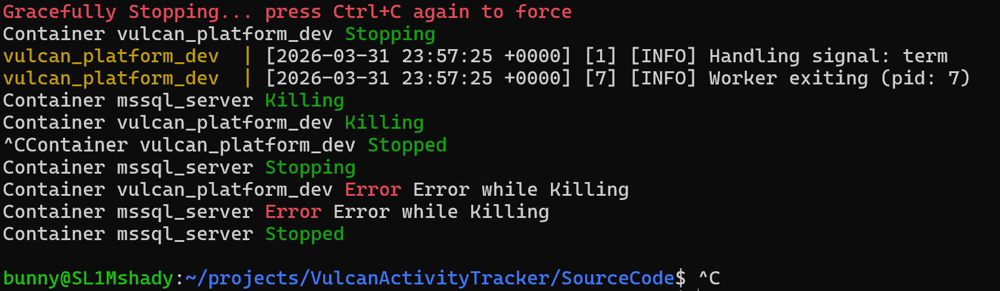 Gracefully Stopping... press Ctrl+C again to force
Container vulcan_platform_dev Stopping
vulcan_platform_dev  | [2026-03-31 23:57:25 +0000] [1] [INFO] Handling signal: term
vulcan_platform_dev  | [2026-03-31 23:57:25 +0000] [7] [INFO] Worker exiting (pid: 7)
Container mssql_server Killing
Container vulcan_platform_dev Killing
^CContainer vulcan_platform_dev Stopped
Container mssql_server Stopping
Container vulcan_platform_dev Error Error while Killing
Container mssql_server Error Error while Killing
Container mssql_server Stopped
bunny@SL1Mshady:~/projects/VulcanActivityTracker/SourceCode$ ^C